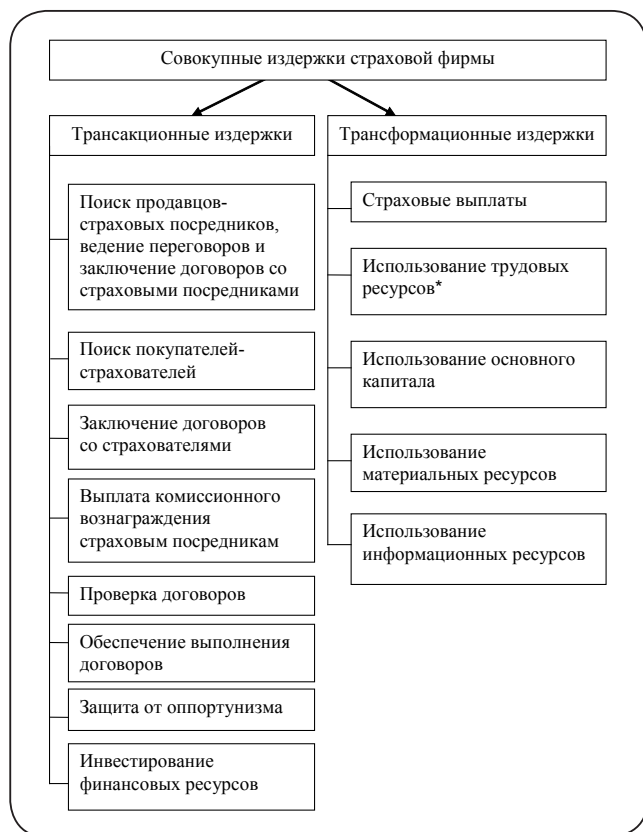 Совокупные издержки страховой фирмы
Трансакционные издержки
Поиск продавцов-
страховых посредников,
ведение переговоров и
заключение договоров со
страховыми посредниками
Поиск покупателей-
страхователей
Заключение договоров
со страхователями
Выплата комиссионного
вознаграждения
страховым посредникам
Проверка договоров
Обеспечение выполнения
договоров
Защита от оппортунизма
Инвестирование
финансовых ресурсов
Трансформационные издержки
Страховые выплаты
Использование трудовых
ресурсов*
Использование основного
капитала
Использование
материальных ресурсов
Использование
информационных ресурсов